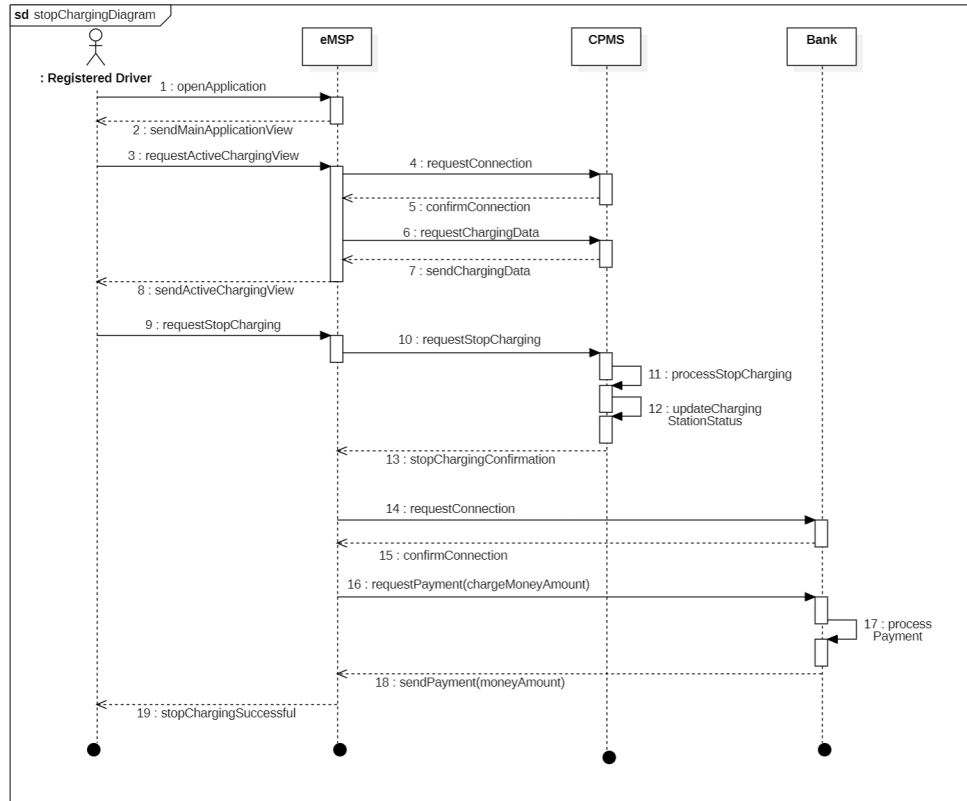 sd stopChargingDiagram
eMSP
CPMS
Bank
: Registered Driver
1 : openApplication
2 : sendMainApplicationView
3 : requestActiveChargingView
4 : requestConnection
5 : confirmConnection
6 : requestChargingData
7 : sendChargingData
8 : sendActiveChargingView
9 : requestStopCharging
10 : requestStopCharging
11 : processStopCharging
12 : updateCharging
StationStatus
13 : stopChargingConfirmation
14 : requestConnection
15 : confirmConnection
16 : requestPayment(chargeMoneyAmount)
17 : process
Payment
18 : sendPayment(moneyAmount)
19 : stopChargingSuccessful